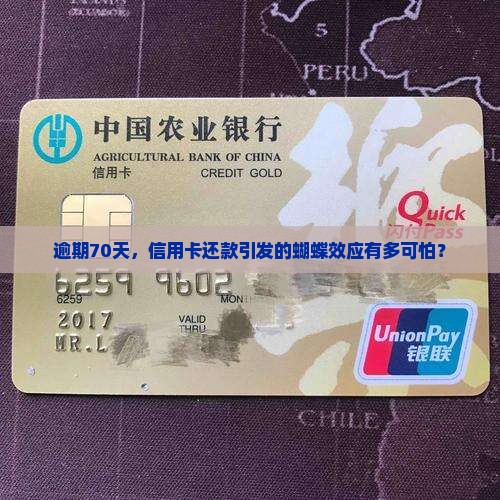 5
PERU
中国农业银行
AGRICULTURAL BANK OF CHINA
信用卡
CREDIT GOLD
Quick
闪付Pass
逾期70天，信用卡还款引发的蝴蝶效应有多可怕？
6259 9602
6259
MON
2017
VALID
THRU
MR.L
UnionPay
银联
CHILE